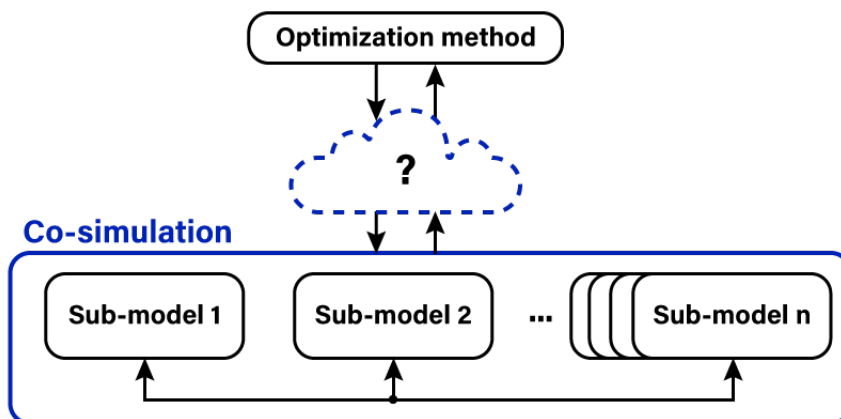 Optimization method
?
Co-simulation
Sub-model 1
Sub-model 2
...
Sub-model n